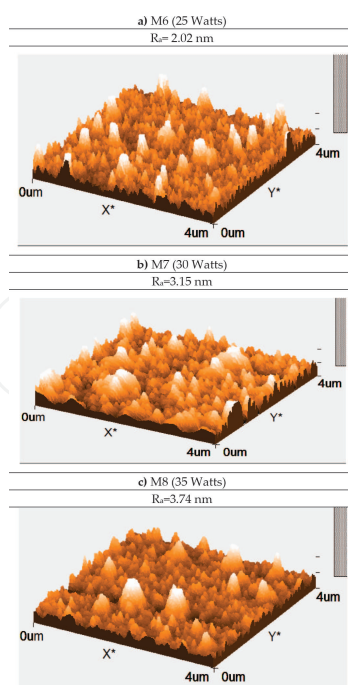 a) M6 (25 Watts)
Rₐ= 2.02 nm
0um
X*
4um 0um
Y*
4um
b) M7 (30 Watts)
Rₐ=3.15 nm
0um
X*
4um 0um
Y*
4um
c) M8 (35 Watts)
Rₐ=3.74 nm
0um
X*
4um 0um
Y*
4um